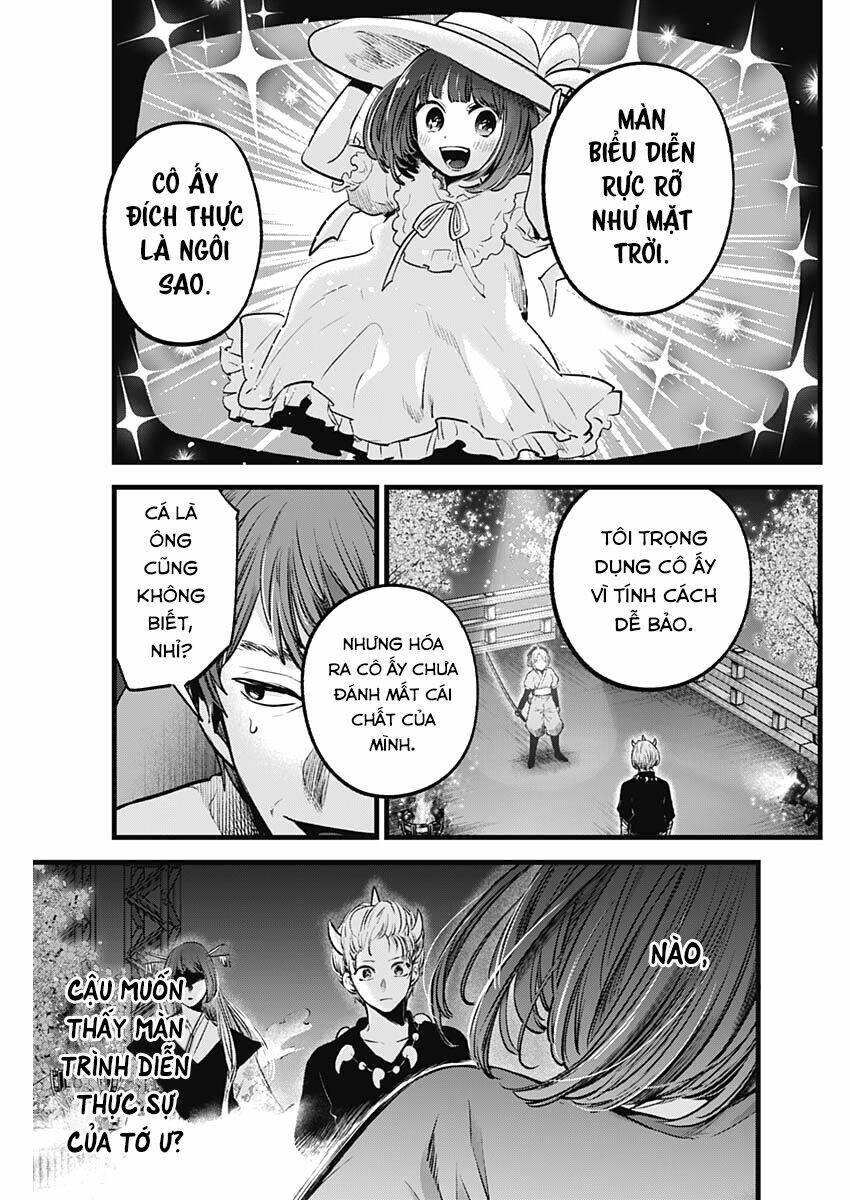 MÀN
BIỂU DIỄN
RỰC RỠ
NHƯ MẶT
TRỜI.
CÔ ẤY
ĐÍCH THỰC
LÀ NGÔI
SAO.
TÔI TRỌNG
DỤNG CÔ ẤY
VÌ TÍNH CÁCH
DỄ BẢO.
NHƯNG HÓA
RA CÔ ẤY CHƯA
ĐÁNH MẤT CÁI
CHẤT CỦA
MÌNH.
CÁ LÀ
ÔNG
CŨNG
KHÔNG
BIẾT,
NHỈ?
NÀO,
CẬU MUỐN
THẤY MÀN
TRÌNH DIỄN
THỰC SỰ
CỦA TỚ Ư?